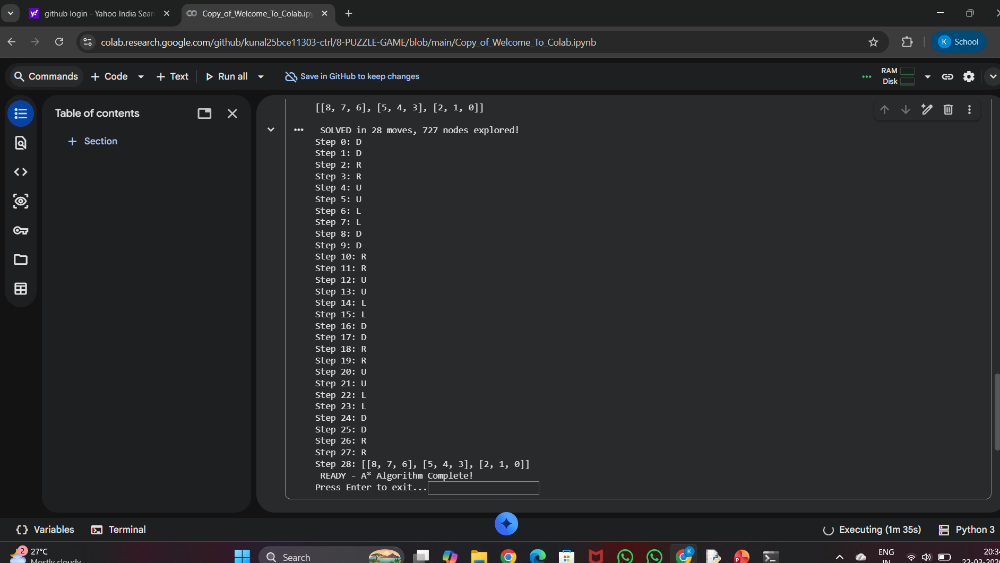 github login - Yahoo India Sear
Copy_of_Welcome_To_Colab.ipy
colab.research.google.com/github/kunal25bce11303-ctrl/8-PUZZLE-GAME/blob/main/Copy_of_Welcome_To_Colab.ipynb
K School
Commands + Code + Text Run all Save in GitHub to keep changes
RAM
Disk
Table of contents
+ Section
[[8, 7, 6], [5, 4, 3], [2, 1, 0]]
SOLVED in 28 moves, 727 nodes explored!
Step 0: D
Step 1: D
Step 2: R
Step 3: R
Step 4: U
Step 5: U
Step 6: L
Step 7: L
Step 8: D
Step 9: D
Step 10: R
Step 11: R
Step 12: U
Step 13: U
Step 14: L
Step 15: L
Step 16: D
Step 17: D
Step 18: R
Step 19: R
Step 20: U
Step 21: U
Step 22: L
Step 23: L
Step 24: D
Step 25: D
Step 26: R
Step 27: R
Step 28: [[8, 7, 6], [5, 4, 3], [2, 1, 0]]
READY - A* Algorithm Complete!
Press Enter to exit...
Variables Terminal
Executing (1m 35s) Python 3
2
27°C
Mostly cloudy
Search
K
ENG
IN
20:3
22-03-202